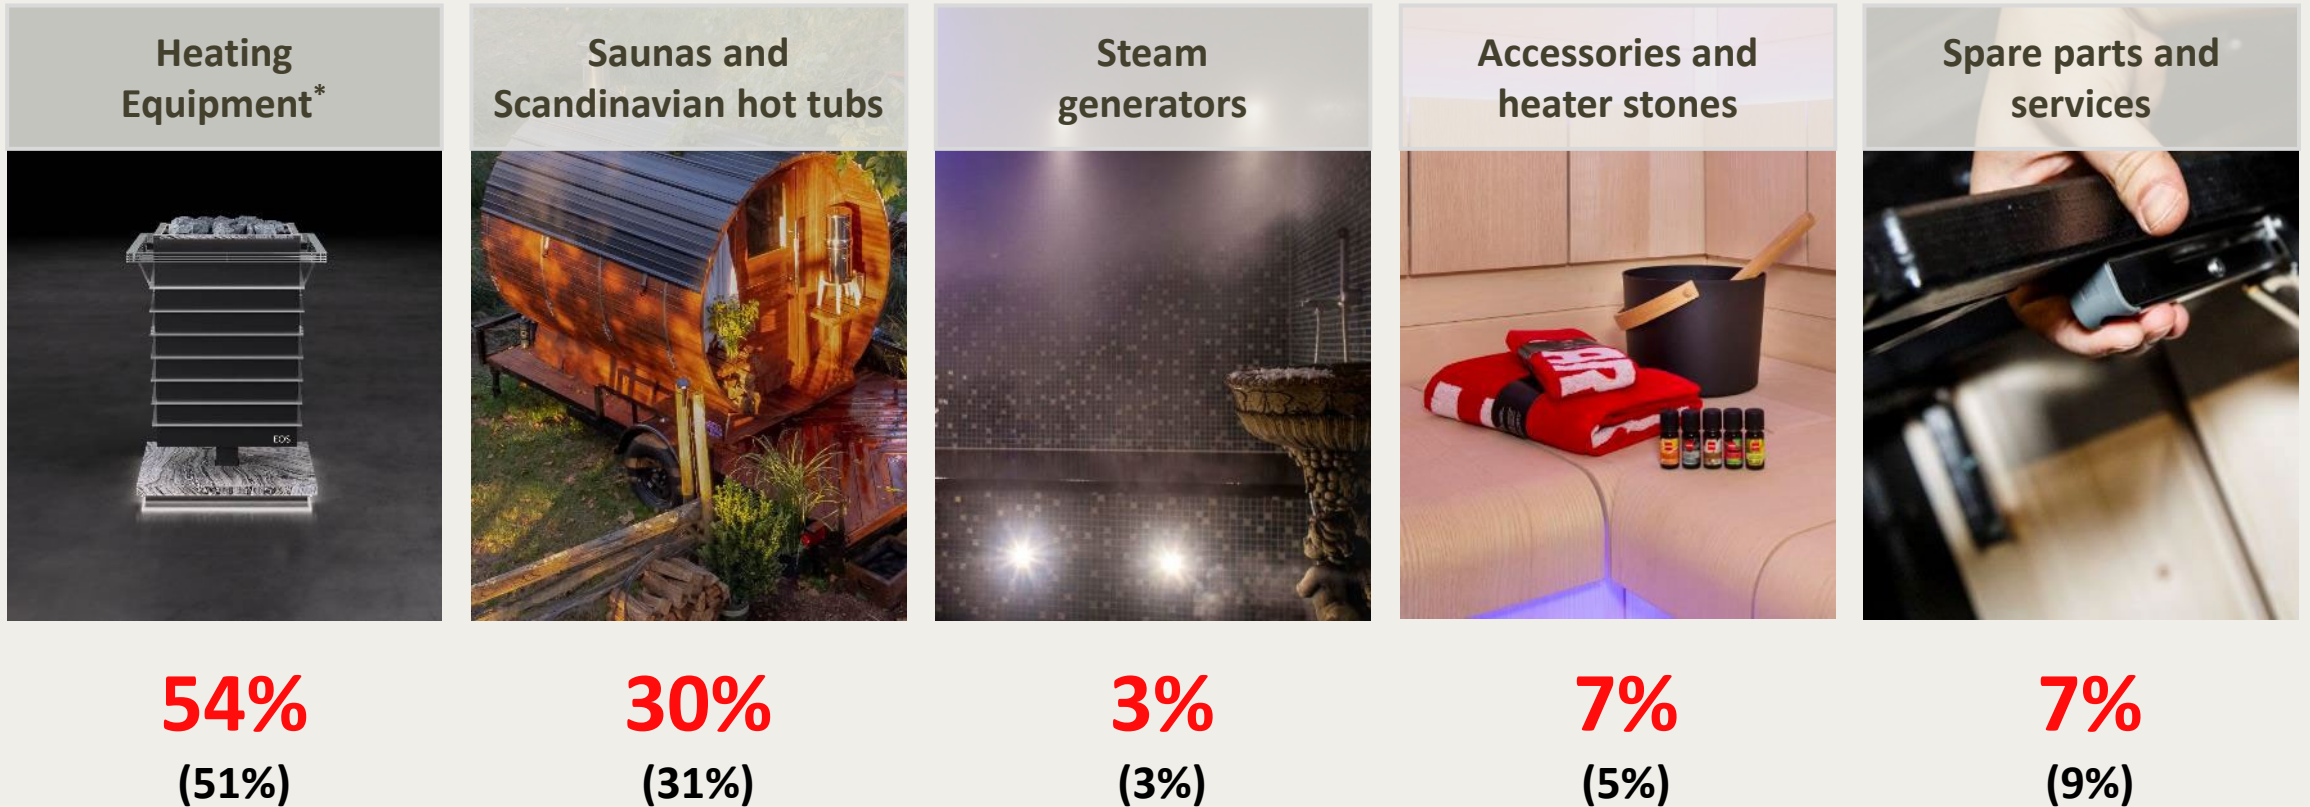 Heating
Equipment*
Saunas and
Scandinavian hot tubs
Steam
generators
Accessories and
heater stones
Spare parts and
services
EOS
54%
30%
3%
7%
7%
(51%)
(31%)
(3%)
(5%)
(9%)